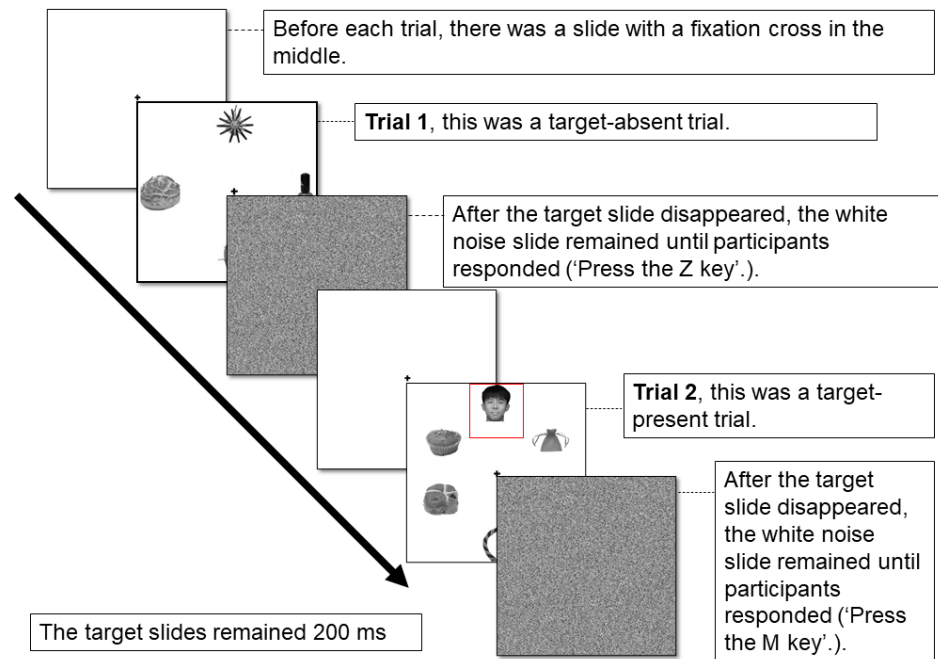 Before each trial, there was a slide with a fixation cross in the
middle.
Trial 1, this was a target-absent trial.
After the target slide disappeared, the white
noise slide remained until participants
responded (‘Press the Z key’.).
Trial 2, this was a target-
present trial.
After the target
slide disappeared,
the white noise
slide remained until
participants
responded (‘Press
the M key’.).
The target slides remained 200 ms